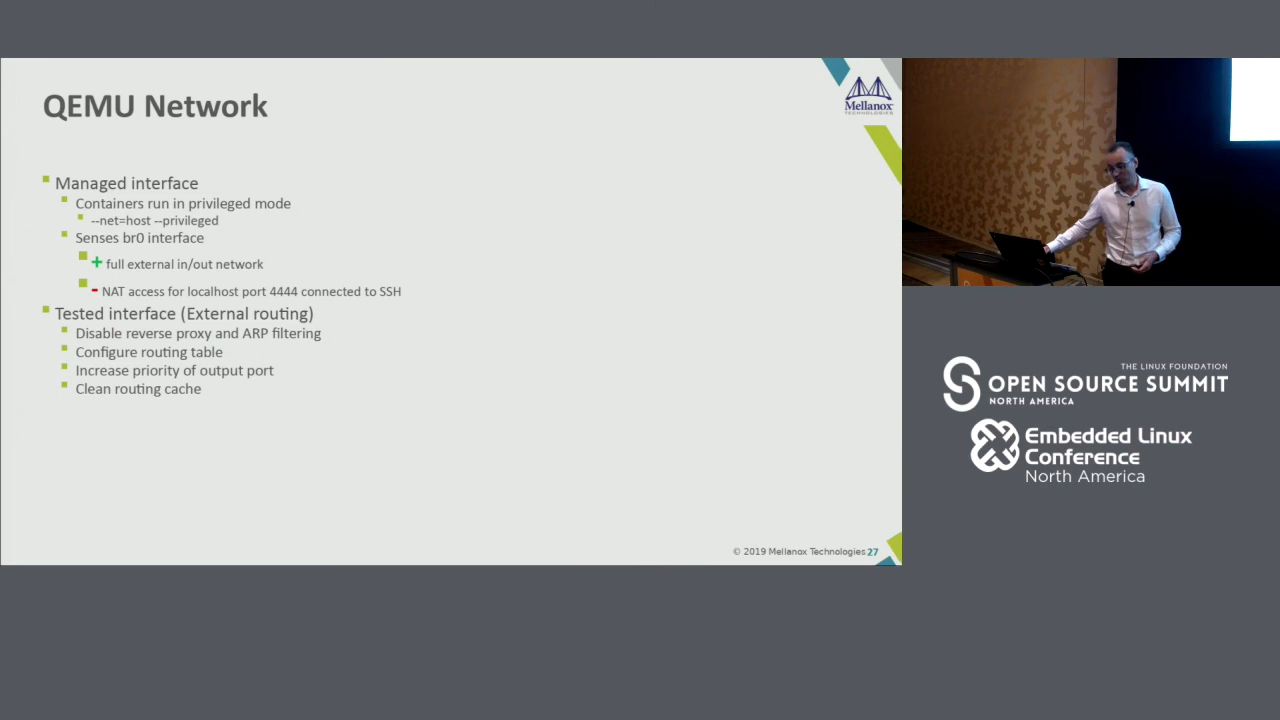 QEMU Network
Mellanox
TECHNOLOGIES
Managed interface
Containers run in privileged mode
--net=host --privileged
Senses br0 interface
+ full external in/out network
- NAT access for localhost port 4444 connected to SSH
Tested interface (External routing)
Disable reverse proxy and ARP filtering
Configure routing table
Increase priority of output port
Clean routing cache
© 2019 Mellanox Technologies 27
THE LINUX FOUNDATION
OPEN SOURCE SUMMIT
NORTH AMERICA
Embedded Linux
Conference
North America